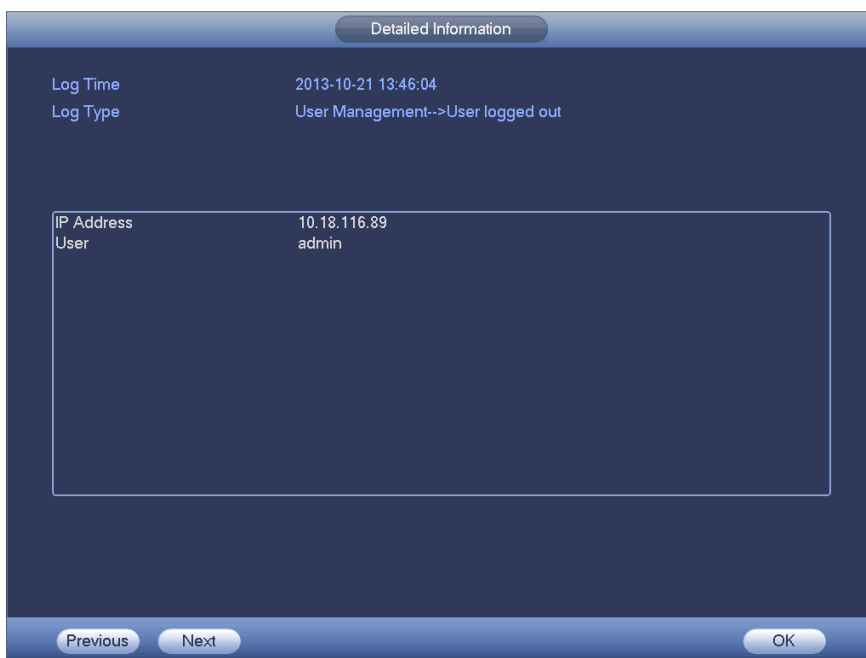 Detailed Information
Log Time 2013-10-21 13:46:04
Log Type User Management-->User logged out
IP Address 10.18.116.89
User admin
Previous Next OK